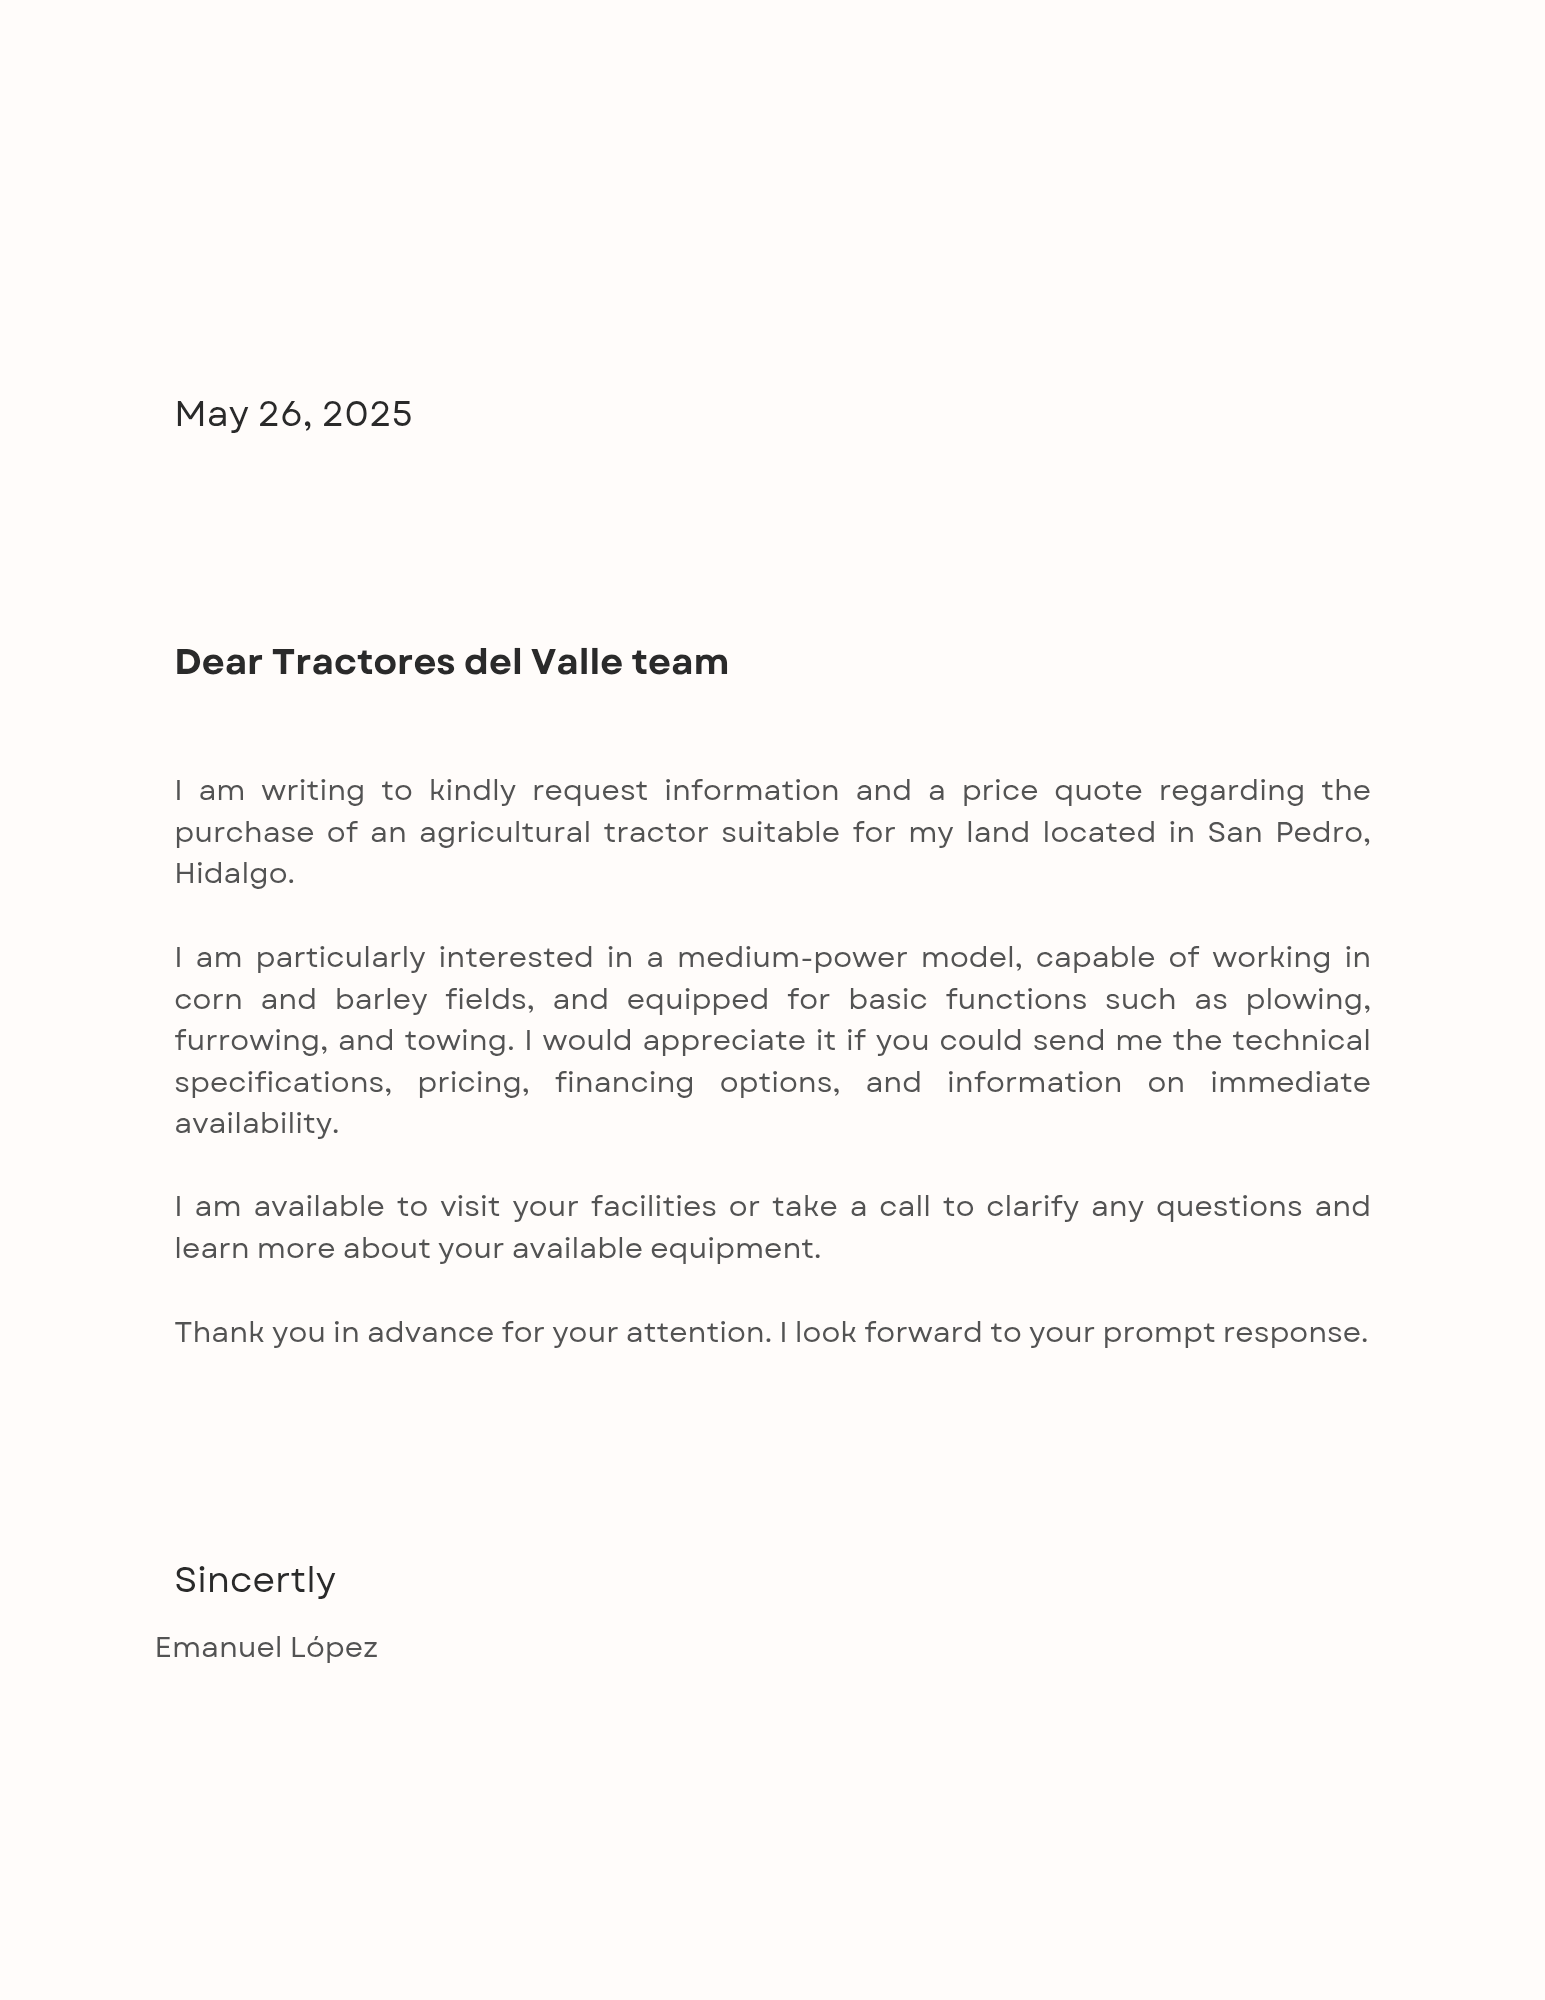 May 26, 2025
Dear Tractores del Valle team
I am writing to kindly request information and a price quote regarding the
purchase of an agricultural tractor suitable for my land located in San Pedro,
Hidalgo.
I am particularly interested in a medium-power model, capable of working in
corn and barley fields, and equipped for basic functions such as plowing,
furrowing, and towing. I would appreciate it if you could send me the technical
specifications, pricing, financing options, and information on immediate
availability.
I am available to visit your facilities or take a call to clarify any questions and
learn more about your available equipment.
Thank you in advance for your attention. I look forward to your prompt response.
Sincertly
Emanuel López